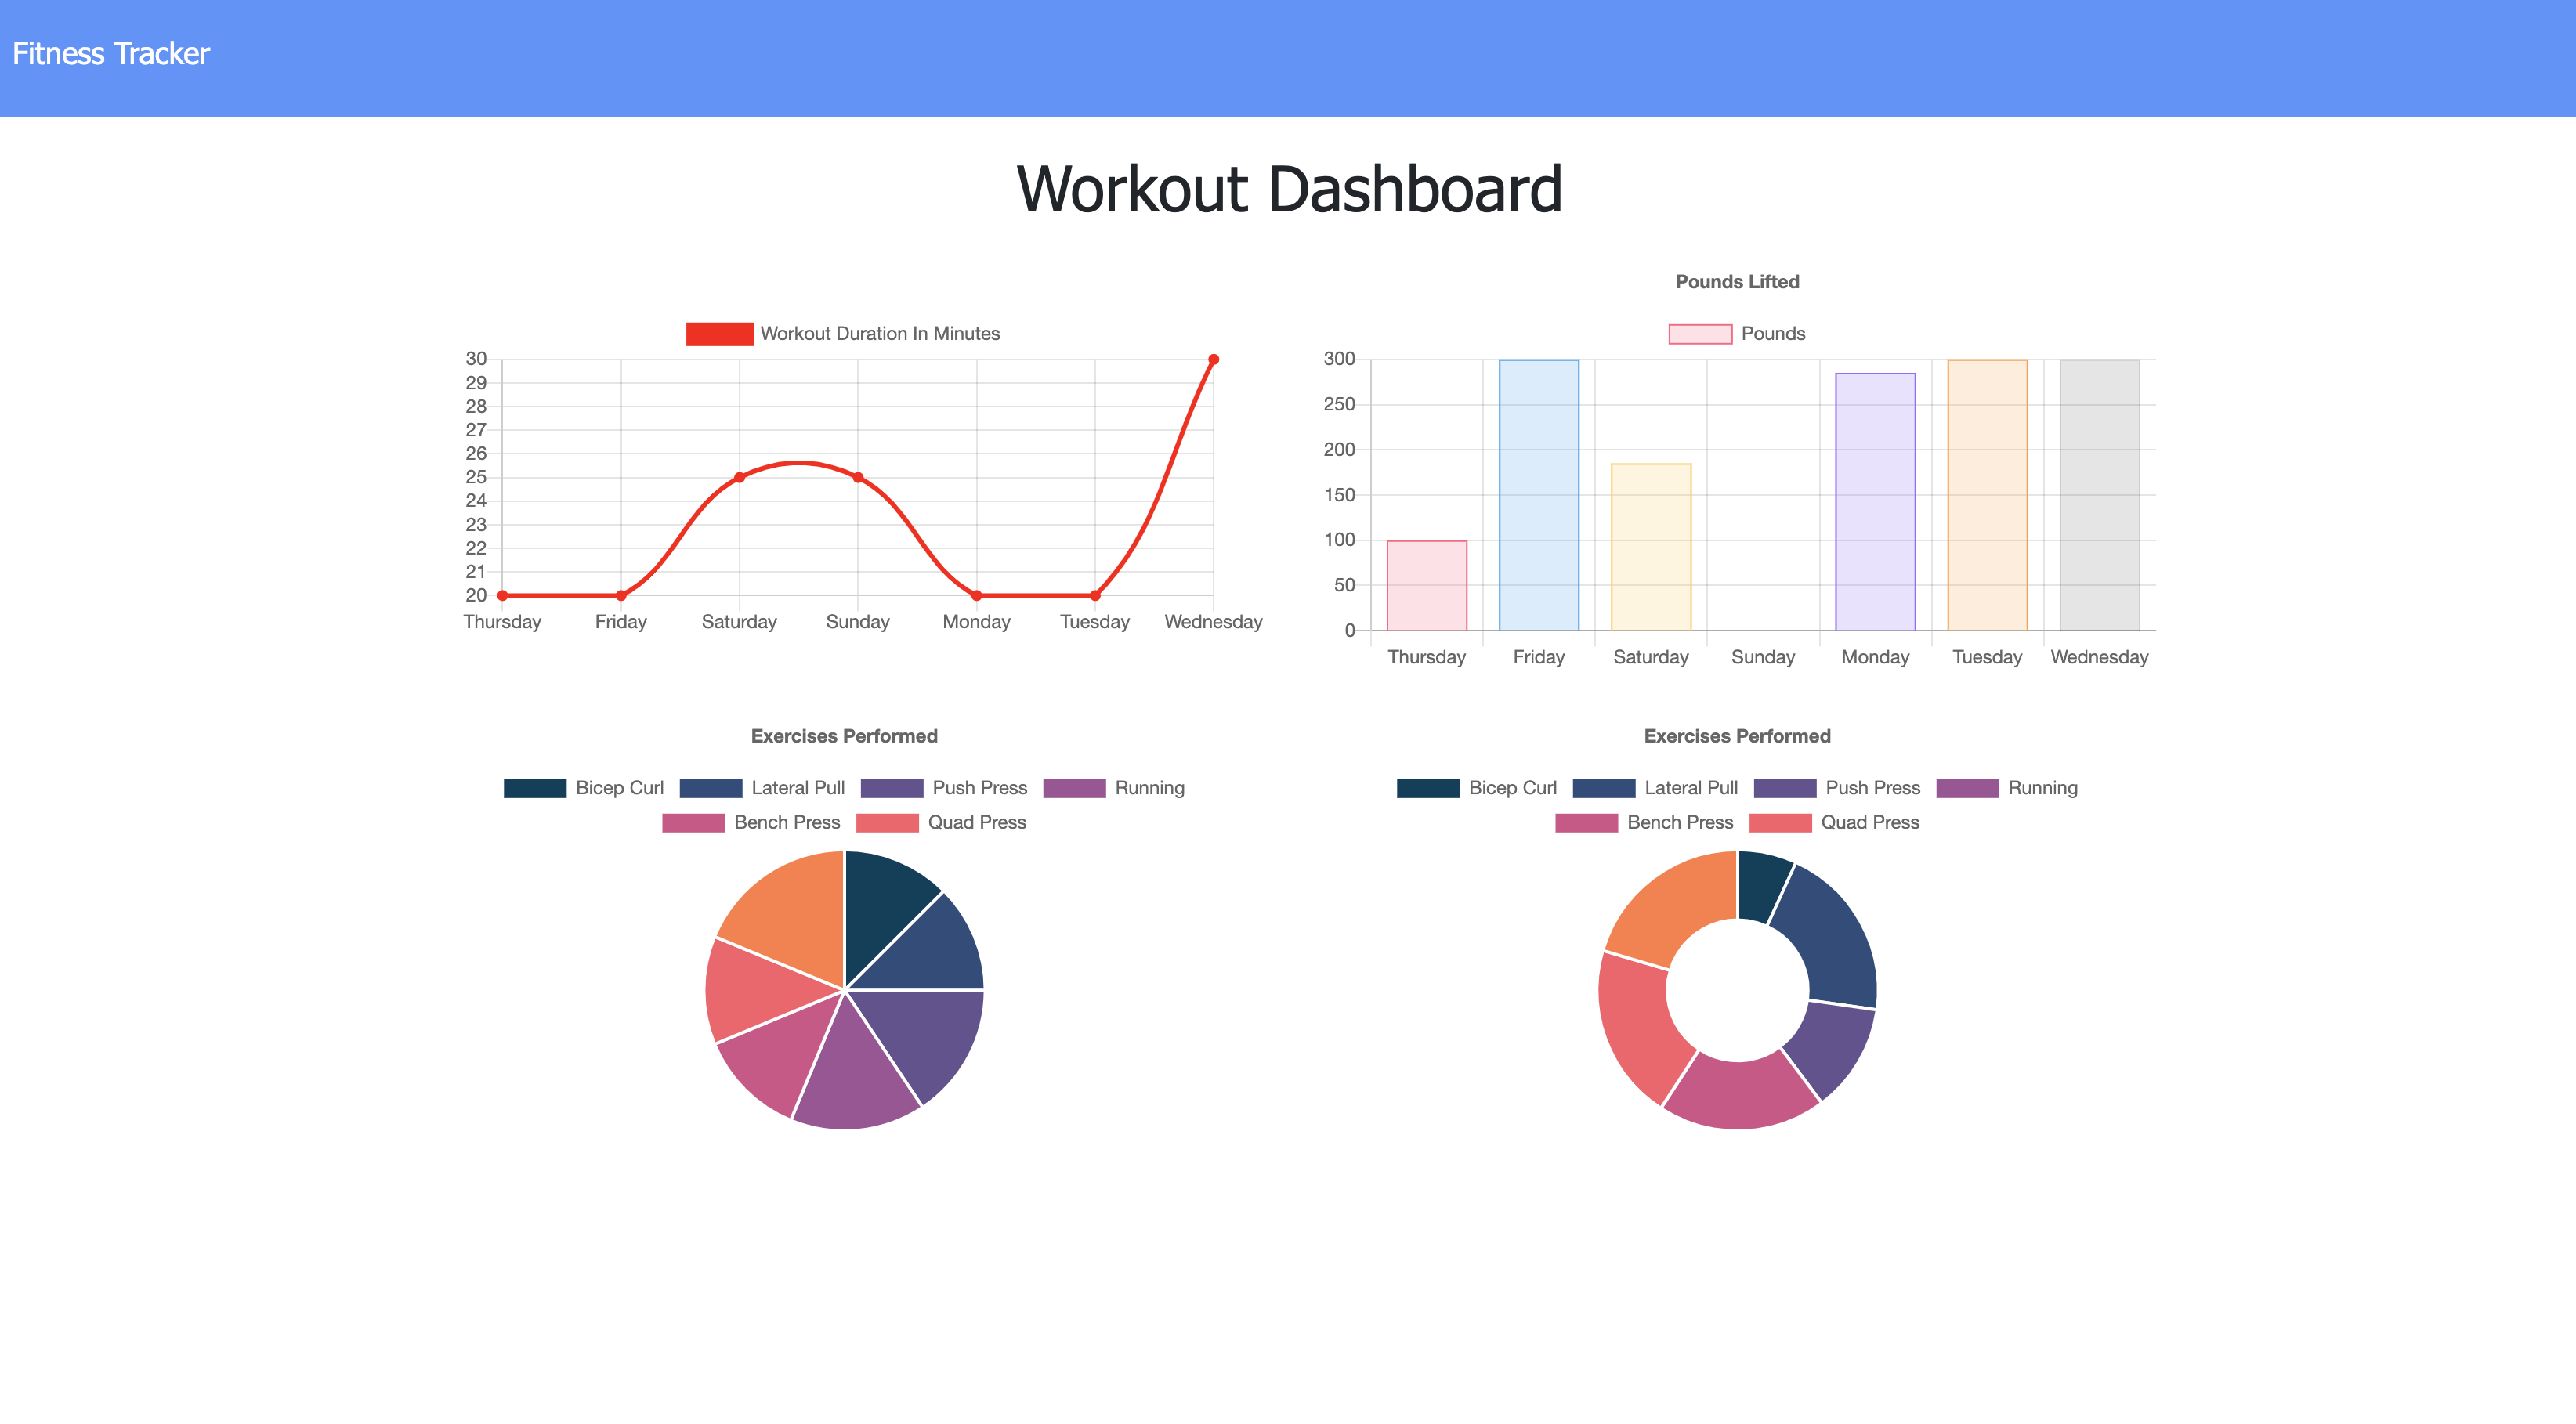 Fitness Tracker
Workout Dashboard
Workout Duration In Minutes
30
29
28
27
26
25
24
23
22
21
20
Thursday Friday Saturday Sunday Monday Tuesday Wednesday
Pounds Lifted
Pounds
300
250
200
150
100
50
0
Thursday Friday Saturday Sunday Monday Tuesday Wednesday
Exercises Performed
Bicep Curl Lateral Pull Push Press Running
Bench Press Quad Press
Exercises Performed
Bicep Curl Lateral Pull Push Press Running
Bench Press Quad Press